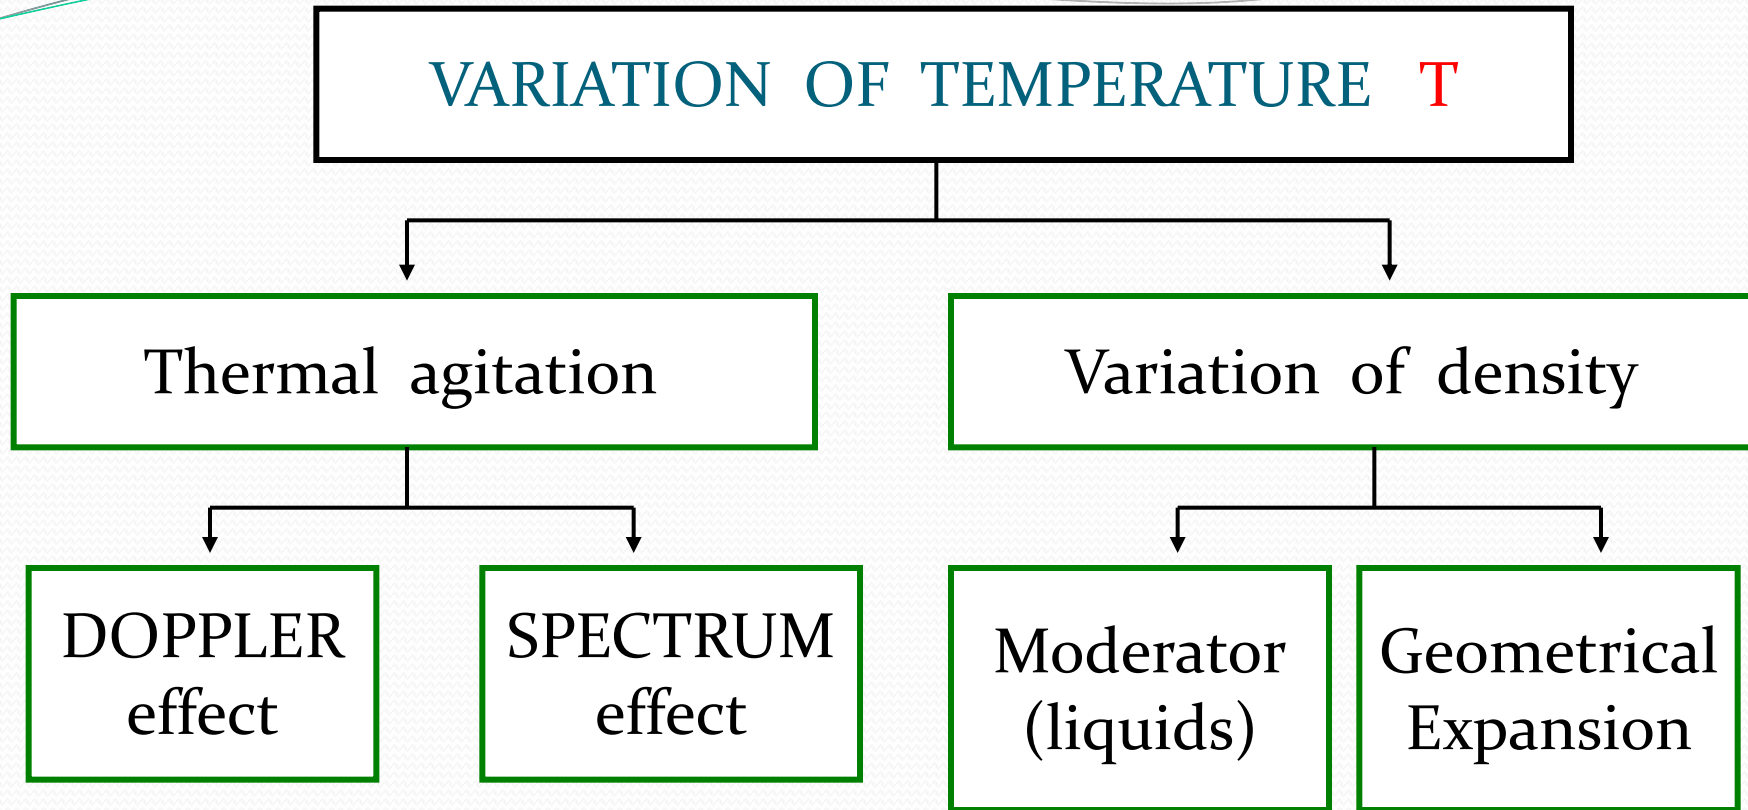 VARIATION OF TEMPERATURE T
Thermal agitation
Variation of density
DOPPLER
effect
SPECTRUM
effect
Moderator
(liquids)
Geometrical
Expansion